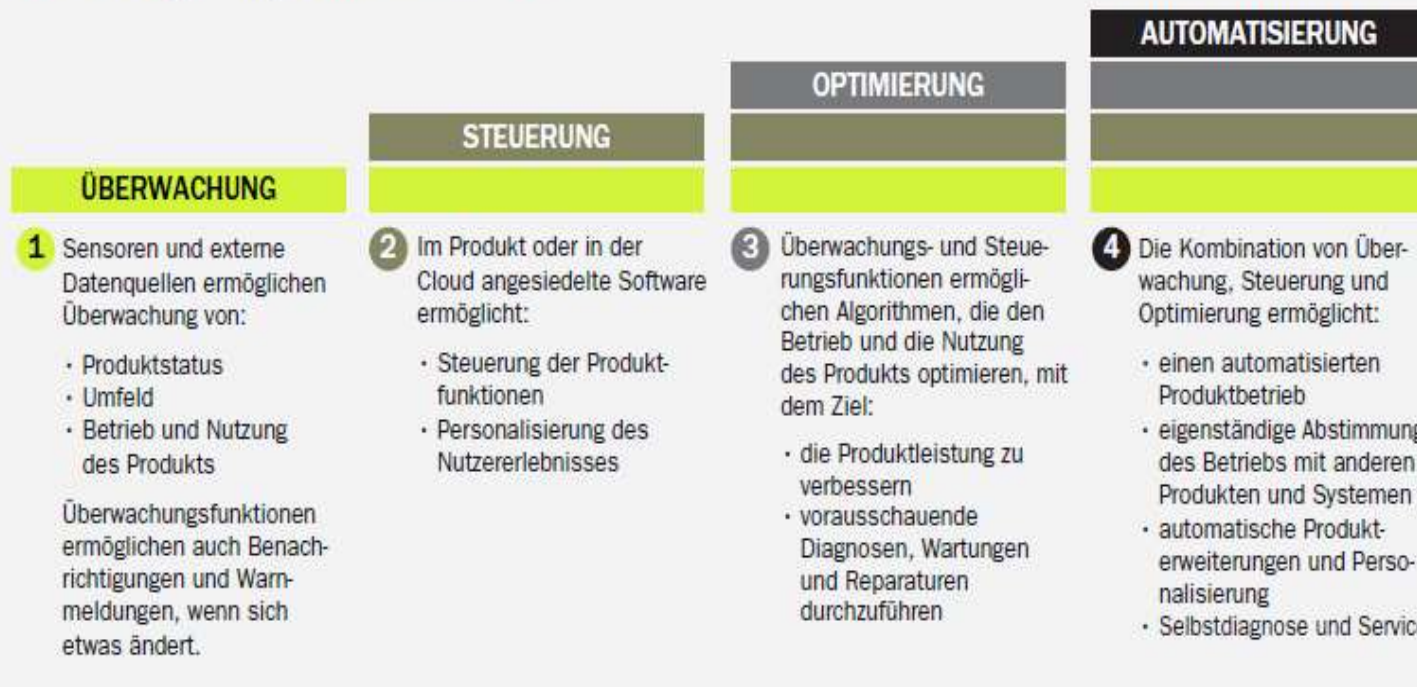 AUTOMATISIERUNG
OPTIMIERUNG
STEUERUNG
ÜBERWACHUNG
1 Sensoren und externe
Datenquellen ermöglichen
Überwachung von:
· Produktstatus
· Umfeld
· Betrieb und Nutzung
des Produkts
Überwachungsfunktionen
ermöglichen auch Benach-
richtigungen und Warn-
meldungen, wenn sich
etwas ändert.
2 Im Produkt oder in der
Cloud angesiedelte Software
ermöglicht:
· Steuerung der Produkt-
funktionen
· Personalisierung des
Nutzererlebnisses
3 Überwachungs- und Steue-
rungsfunktionen ermögli-
chen Algorithmen, die den
Betrieb und die Nutzung
des Produkts optimieren, mit
dem Ziel:
· die Produktleistung zu
verbessern
· vorausschauende
Diagnosen, Wartungen
und Reparaturen
durchzuführen
4 Die Kombination von Über-
wachung, Steuerung und
Optimierung ermöglicht:
· einen automatisierten
Produktbetrieb
· eigenständige Abstimmung
des Betriebs mit anderen
Produkten und Systemen
· automatische Produkt-
erweiterungen und Perso-
nalisierung
· Selbstdiagnose und Servic